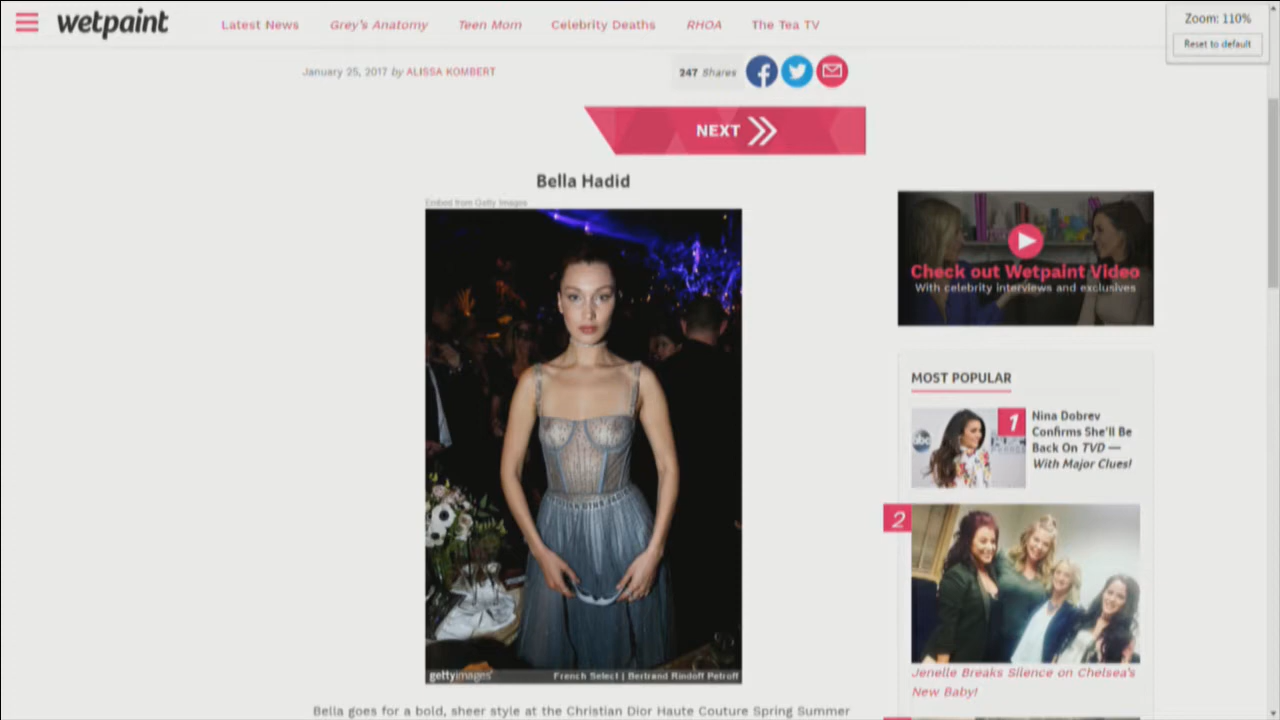 wetpaint
Latest News
Grey's Anatomy
Teen Mom
Celebrity Deaths
RHOA
The Tea TV
Zoom: 110%
Reset to default
January 25, 2017 by ALISSA KOMBERT
247 Shares
NEXT
Bella Hadid
Embed from Getty Images
gettyimages
French Select | Bertrand Rindoff Petroff
Bella goes for a bold, sheer style at the Christian Dior Haute Couture Spring Summer
Check out Wetpaint Video
With celebrity interviews and exclusives
MOST POPULAR
abc
1
Nina Dobrev
Confirms She'll Be
Back On TVD —
With Major Clues!
2
Jenelle Breaks Silence on Chelsea's
New Baby!